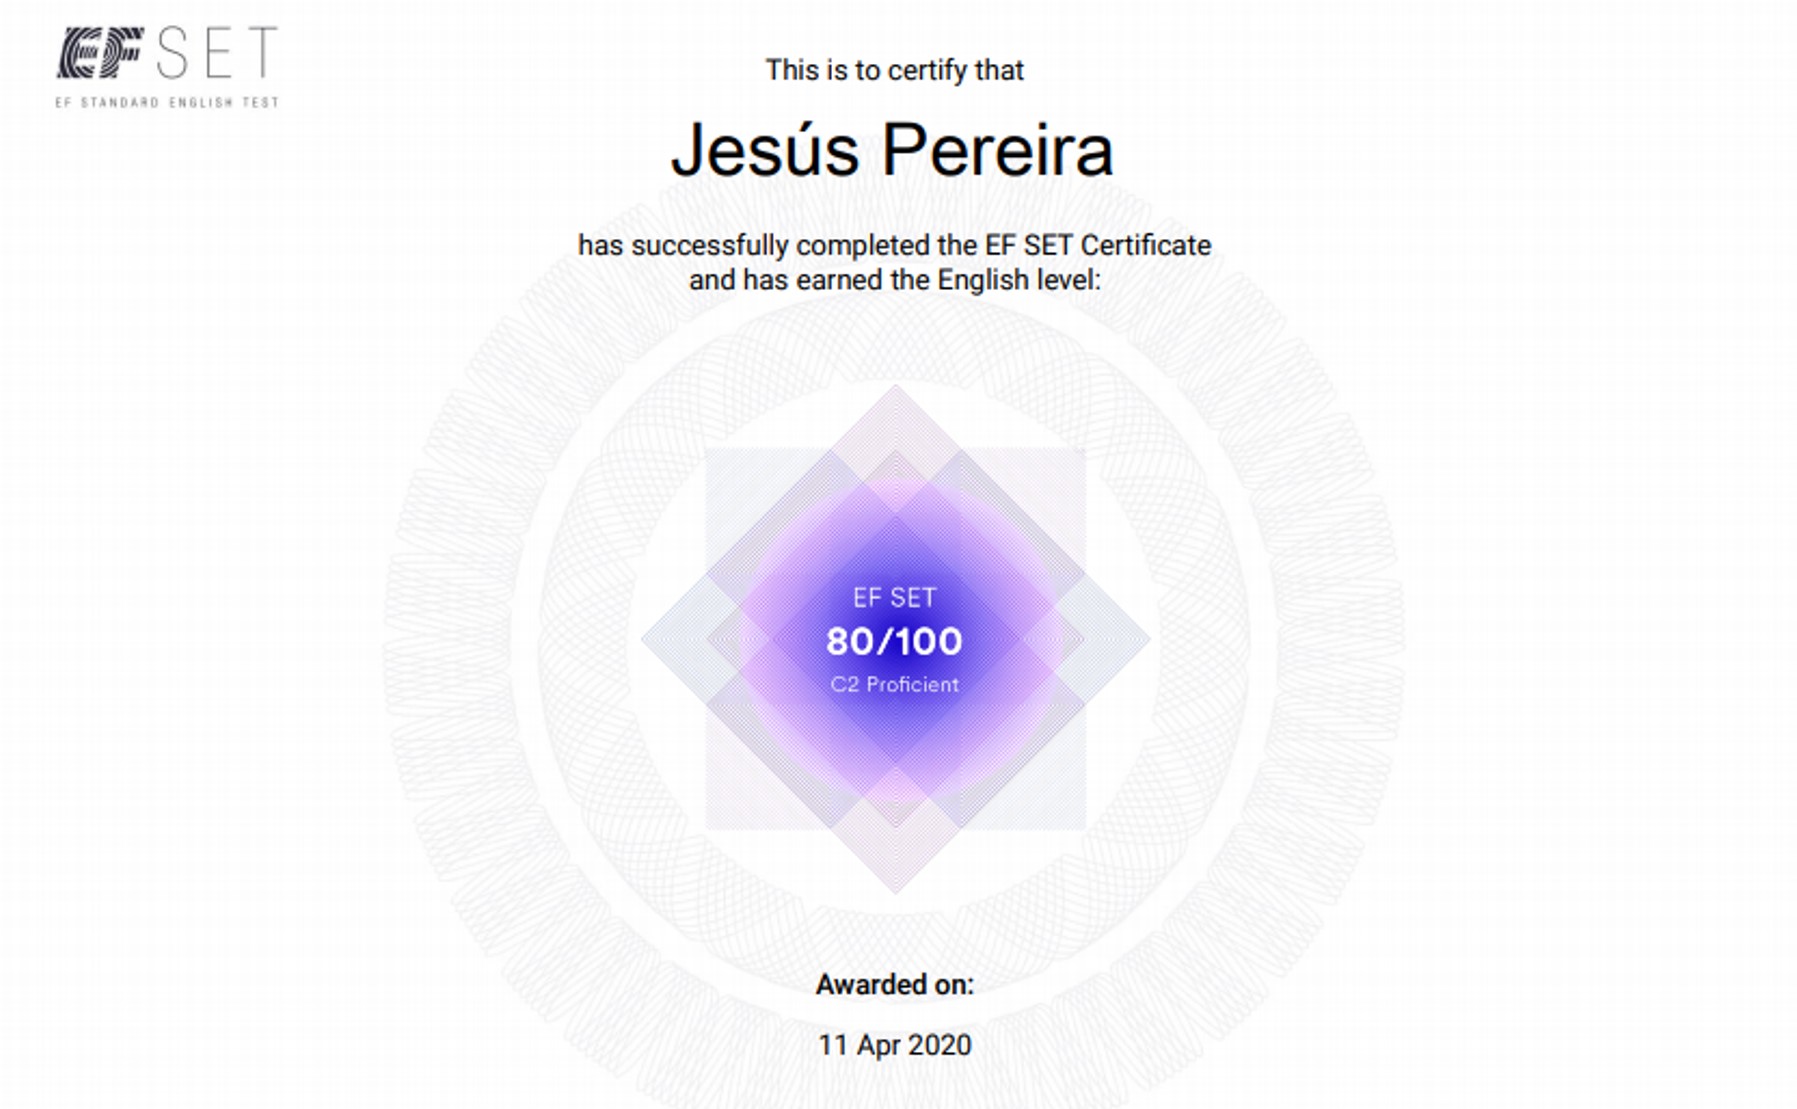 EF SET
EF STANDARD ENGLISH TEST
This is to certify that
Jesús Pereira
has successfully completed the EF SET Certificate
and has earned the English level:
EF SET
80/100
C2 Proficient
Awarded on:
11 Apr 2020